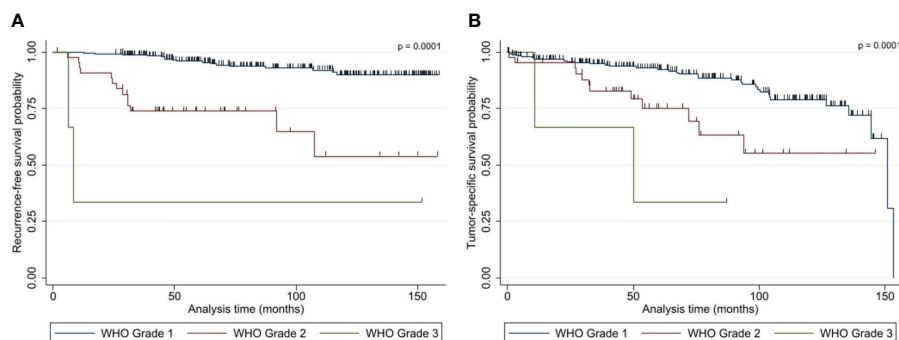 A
p = 0.0001
Recurrence-free survival probability
1.00
0.75
0.50
0.25
0.00
0
50
100
150
Analysis time (months)
WHO Grade 1
WHO Grade 2
WHO Grade 3
B
p = 0.0001
Tumor-specific survival probability
1.00
0.75
0.50
0.25
0.00
0
50
100
150
Analysis time (months)
WHO Grade 1
WHO Grade 2
WHO Grade 3